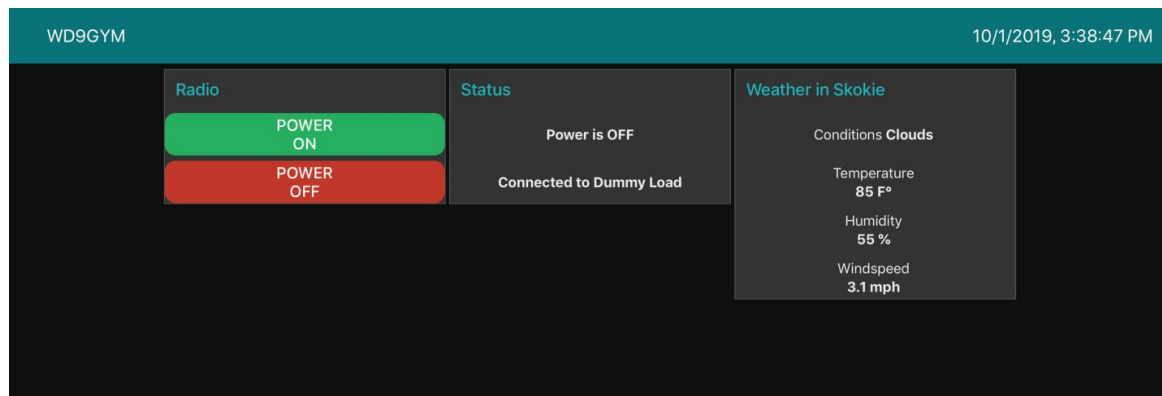 WD9GYM
10/1/2019, 3:38:47 PM
Radio
POWER
ON
POWER
OFF
Status
Power is OFF
Connected to Dummy Load
Weather in Skokie
Conditions Clouds
Temperature
85 Fº
Humidity
55 %
Windspeed
3.1 mph